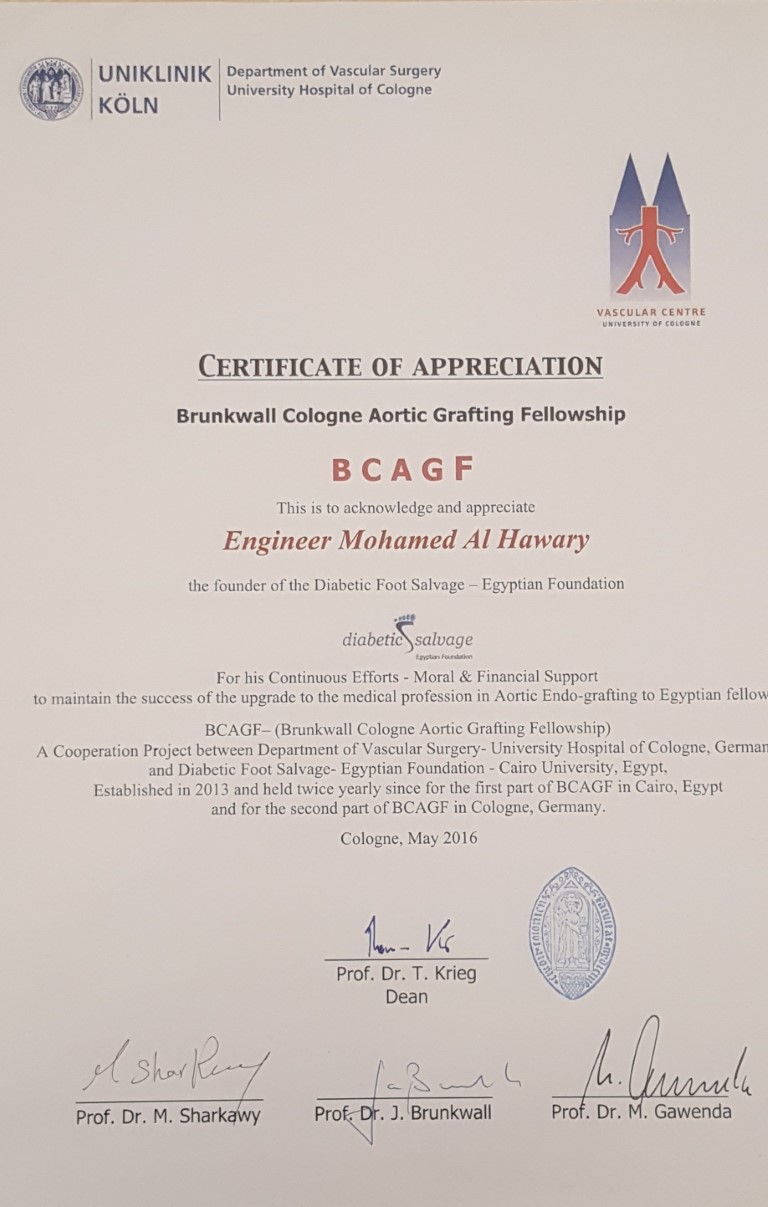 UNIKLINIK
KÖLN
Department of Vascular Surgery
University Hospital of Cologne
VASCULAR CENTRE
UNIVERSITY OF COLOGNE
CERTIFICATE OF APPRECIATION
Brunkwall Cologne Aortic Grafting Fellowship
BCAGF
This is to acknowledge and appreciate
Engineer Mohamed Al Hawary
the founder of the Diabetic Foot Salvage – Egyptian Foundation
diabetic salvage
Egyptian Foundation
For his Continuous Efforts - Moral & Financial Support
to maintain the success of the upgrade to the medical profession in Aortic Endo-grafting to Egyptian fellow
BCAGF– (Brunkwall Cologne Aortic Grafting Fellowship)
A Cooperation Project between Department of Vascular Surgery- University Hospital of Cologne, German
and Diabetic Foot Salvage- Egyptian Foundation - Cairo University, Egypt,
Established in 2013 and held twice yearly since for the first part of BCAGF in Cairo, Egypt
and for the second part of BCAGF in Cologne, Germany.
Cologne, May 2016
Prof. Dr. T. Krieg
Dean
M Sharkawy
Prof. Dr. M. Sharkawy
Prof. Dr. J. Brunkwall
M. Gawenda
Prof. Dr. M. Gawenda